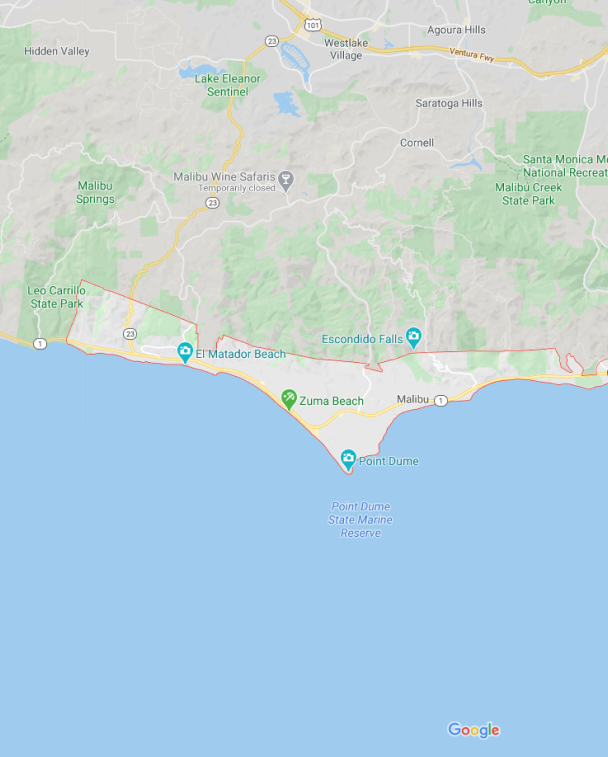 Canyon
101
Agoura Hills
23
Westlake
Village
Hidden Valley
Ventura Fwy
Lake Eleanor
Sentinel
Saratoga Hills
Cornell
Santa Monica M
National Recreat
Malibu Wine Safaris
Temporarily closed
Malibu
Springs
Malibu Creek
State Park
23
Leo Carrillo
State Park
23
1
Escondido Falls
El Matador Beach
Zuma Beach
Malibu
1
Point Dume
Point Dume
State Marine
Reserve
Google